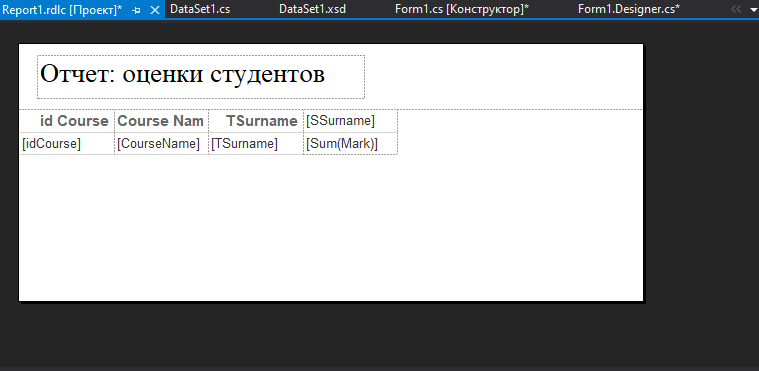 Report1.rdlc [Проект]* DataSet1.cs DataSet1.xsd Form1.cs [Конструктор]* Form1.Designer.cs*
Отчет: оценки студентов
id Course Course Nam TSurname [SSurname]
[idCourse] [CourseName] [TSurname] [Sum(Mark)]